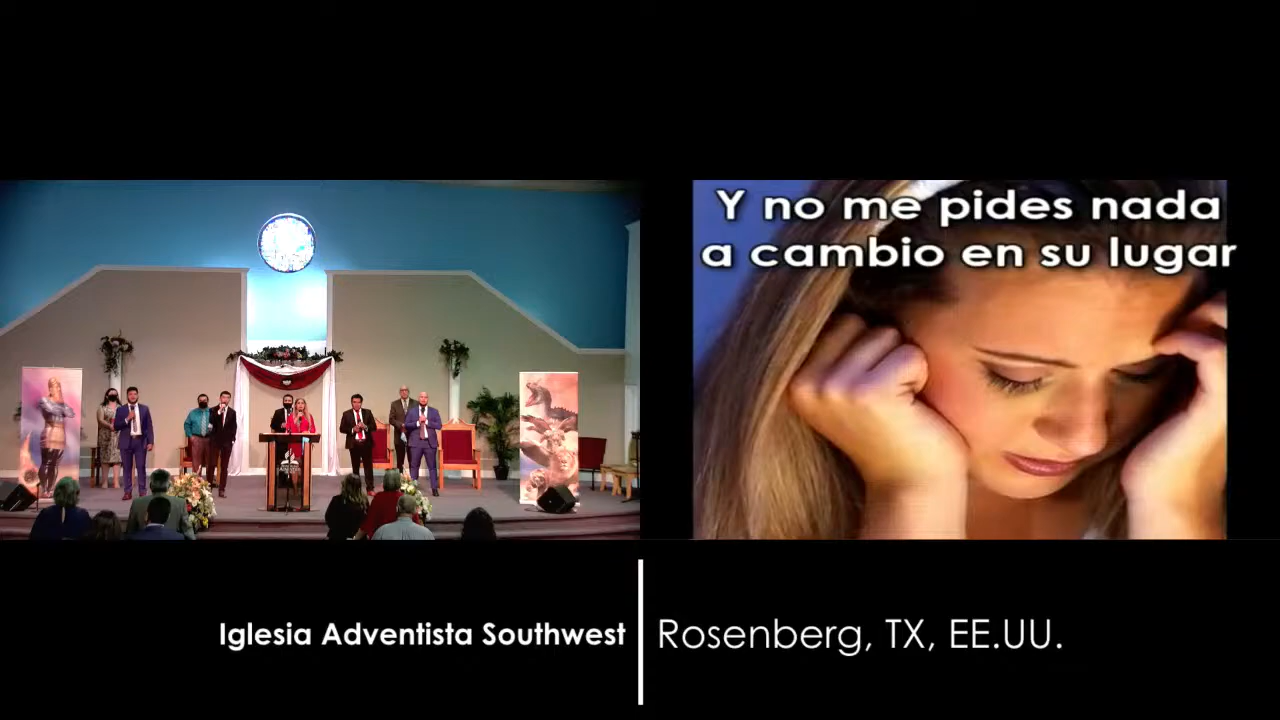 Y no me pides nada
a cambio en su lugar
Iglesia Adventista Southwest
Rosenberg, TX, EE.UU.